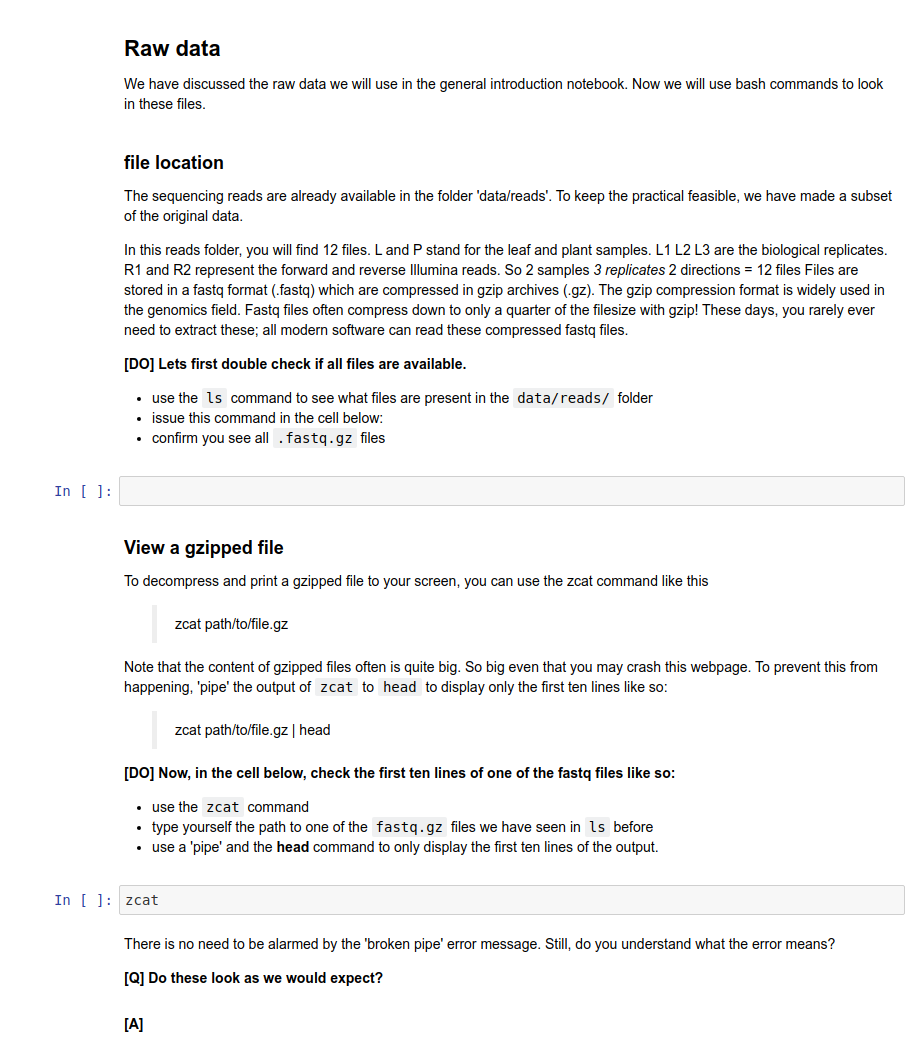 Raw data
We have discussed the raw data we will use in the general introduction notebook. Now we will use bash commands to look
in these files.
file location
The sequencing reads are already available in the folder 'data/reads'. To keep the practical feasible, we have made a subset
of the original data.
In this reads folder, you will find 12 files. L and P stand for the leaf and plant samples. L1 L2 L3 are the biological replicates.
R1 and R2 represent the forward and reverse Illumina reads. So 2 samples 3 replicates 2 directions = 12 files Files are
stored in a fastq format (.fastq) which are compressed in gzip archives (.gz). The gzip compression format is widely used in
the genomics field. Fastq files often compress down to only a quarter of the filesize with gzip! These days, you rarely ever
need to extract these; all modern software can read these compressed fastq files.
[DO] Lets first double check if all files are available.
• use the ls command to see what files are present in the data/reads/ folder
• issue this command in the cell below:
• confirm you see all .fastq.gz files
In [ ]:
View a gzipped file
To decompress and print a gzipped file to your screen, you can use the zcat command like this
zcat path/to/file.gz
Note that the content of gzipped files often is quite big. So big even that you may crash this webpage. To prevent this from
happening, 'pipe' the output of zcat to head to display only the first ten lines like so:
zcat path/to/file.gz | head
[DO] Now, in the cell below, check the first ten lines of one of the fastq files like so:
• use the zcat command
• type yourself the path to one of the fastq.gz files we have seen in ls before
• use a 'pipe' and the head command to only display the first ten lines of the output.
In [ ]: zcat
There is no need to be alarmed by the 'broken pipe' error message. Still, do you understand what the error means?
[Q] Do these look as we would expect?
[A]